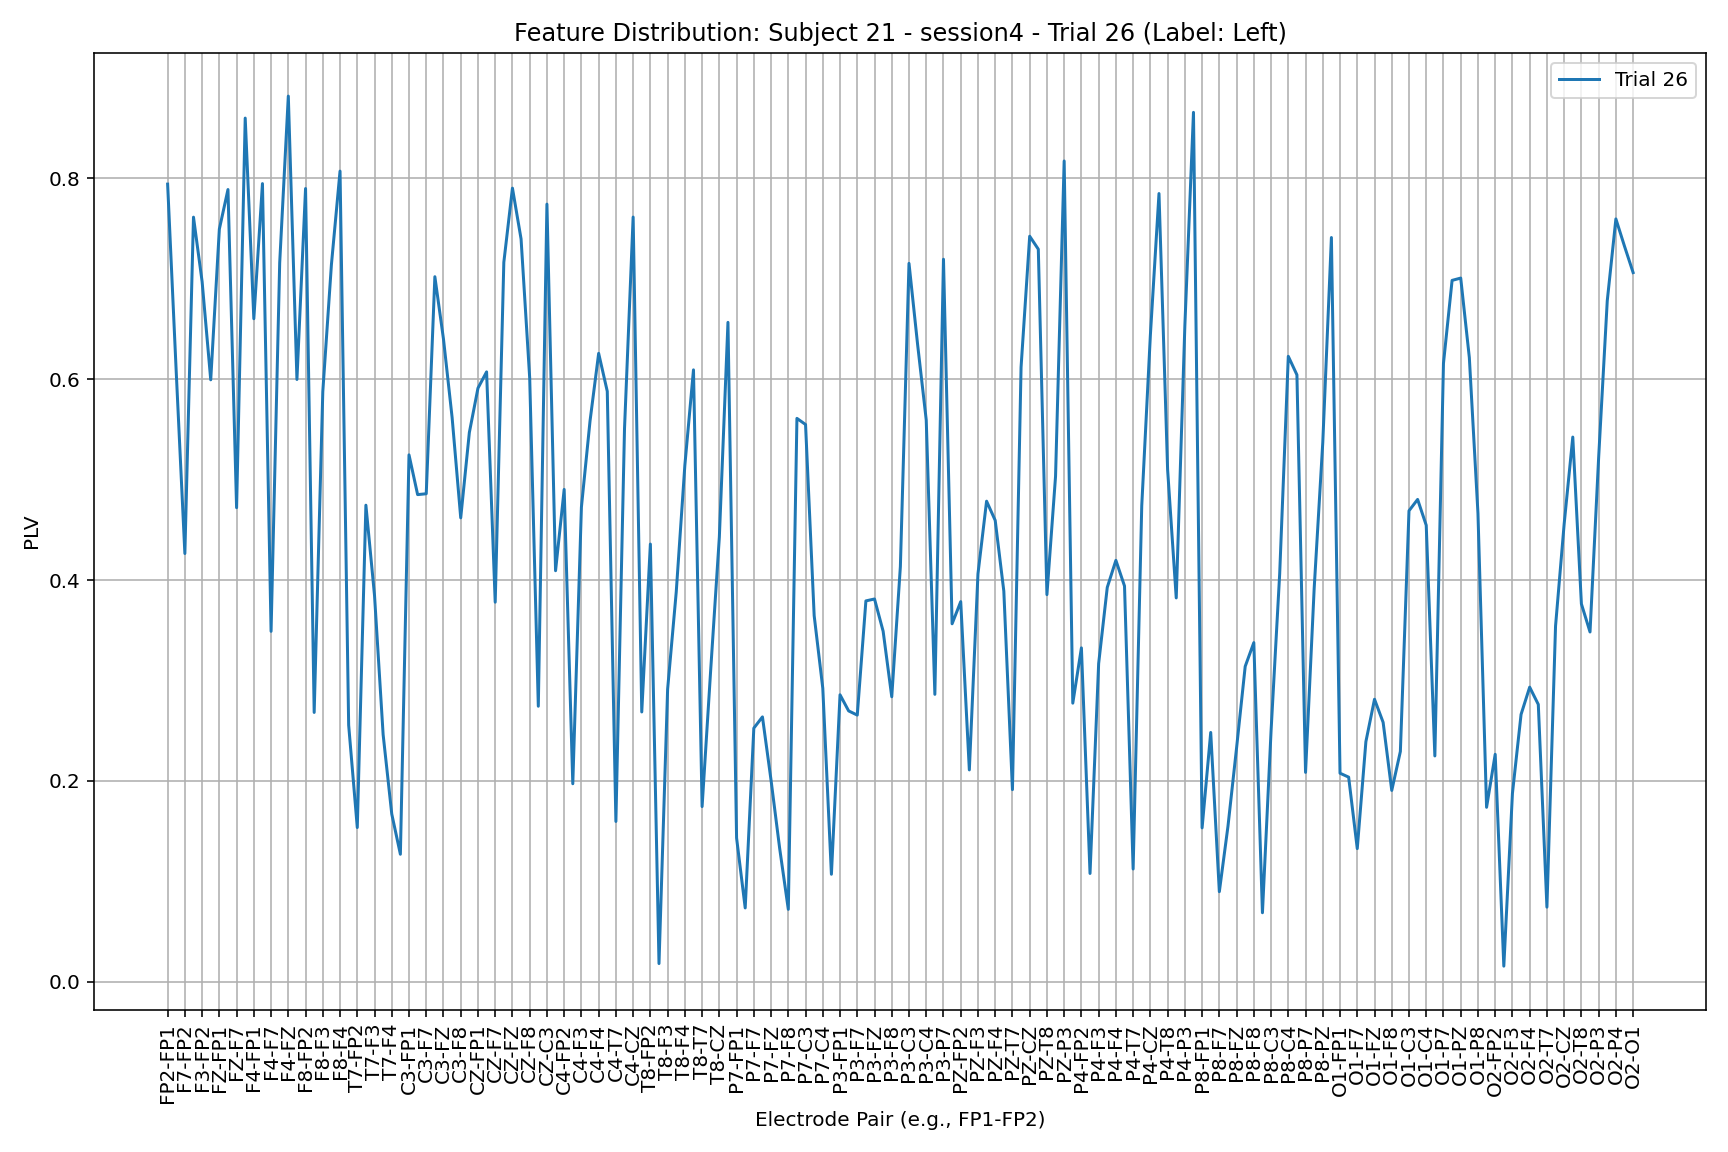 Feature Distribution: Subject 21 - session4 - Trial 26 (Label: Left)
Trial 26
PLV
0.8
0.6
0.4
0.2
0.0
FP2-FP1
F7-FP2
F3-FP2
FZ-FP1
FZ-F7
F4-FP1
F4-F7
F4-FZ
F8-FP2
F8-F3
F8-F4
T7-FP2
T7-F3
T7-F4
C3-FP1
C3-F7
C3-FZ
C3-F8
CZ-FP1
CZ-F7
CZ-FZ
CZ-F8
CZ-C3
C4-FP2
C4-F3
C4-F4
C4-T7
C4-CZ
T8-FP2
T8-F3
T8-F4
T8-T7
T8-CZ
P7-FP1
P7-F7
P7-FZ
P7-F8
P7-C3
P7-C4
P3-FP1
P3-F7
P3-FZ
P3-F8
P3-C3
P3-C4
P3-P7
PZ-FP2
PZ-F3
PZ-F4
PZ-T7
PZ-CZ
PZ-T8
PZ-P3
P4-FP2
P4-F3
P4-F4
P4-T7
P4-CZ
P4-T8
P4-P3
P8-FP1
P8-F7
P8-FZ
P8-F8
P8-C3
P8-C4
P8-P7
P8-PZ
O1-FP1
O1-F7
O1-FZ
O1-F8
O1-C3
O1-C4
O1-P7
O1-PZ
O1-P8
O2-FP2
O2-F3
O2-F4
O2-T7
O2-CZ
O2-T8
O2-P3
O2-P4
O2-O1
Electrode Pair (e.g., FP1-FP2)